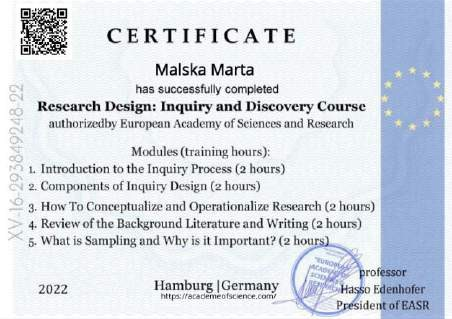 CERTIFICATE
Malska Marta
has successfully completed
Research Design: Inquiry and Discovery Course
authorizedby European Academy of Sciences and Research
Modules (training hours):
1. Introduction to the Inquiry Process (2 hours)
2. Components of Inquiry Design (2 hours)
3. How To Conceptualize and Operationalize Research (2 hours)
4. Review of the Background Literature and Writing (2 hours)
5. What is Sampling and Why is it Important? (2 hours)
XV-16-293849248-22
2022
Hamburg |Germany
https://academeofscience.com/
"EUROPEAN
ACADEMY OF
professor
Hasso Edenhofer
President of EASR